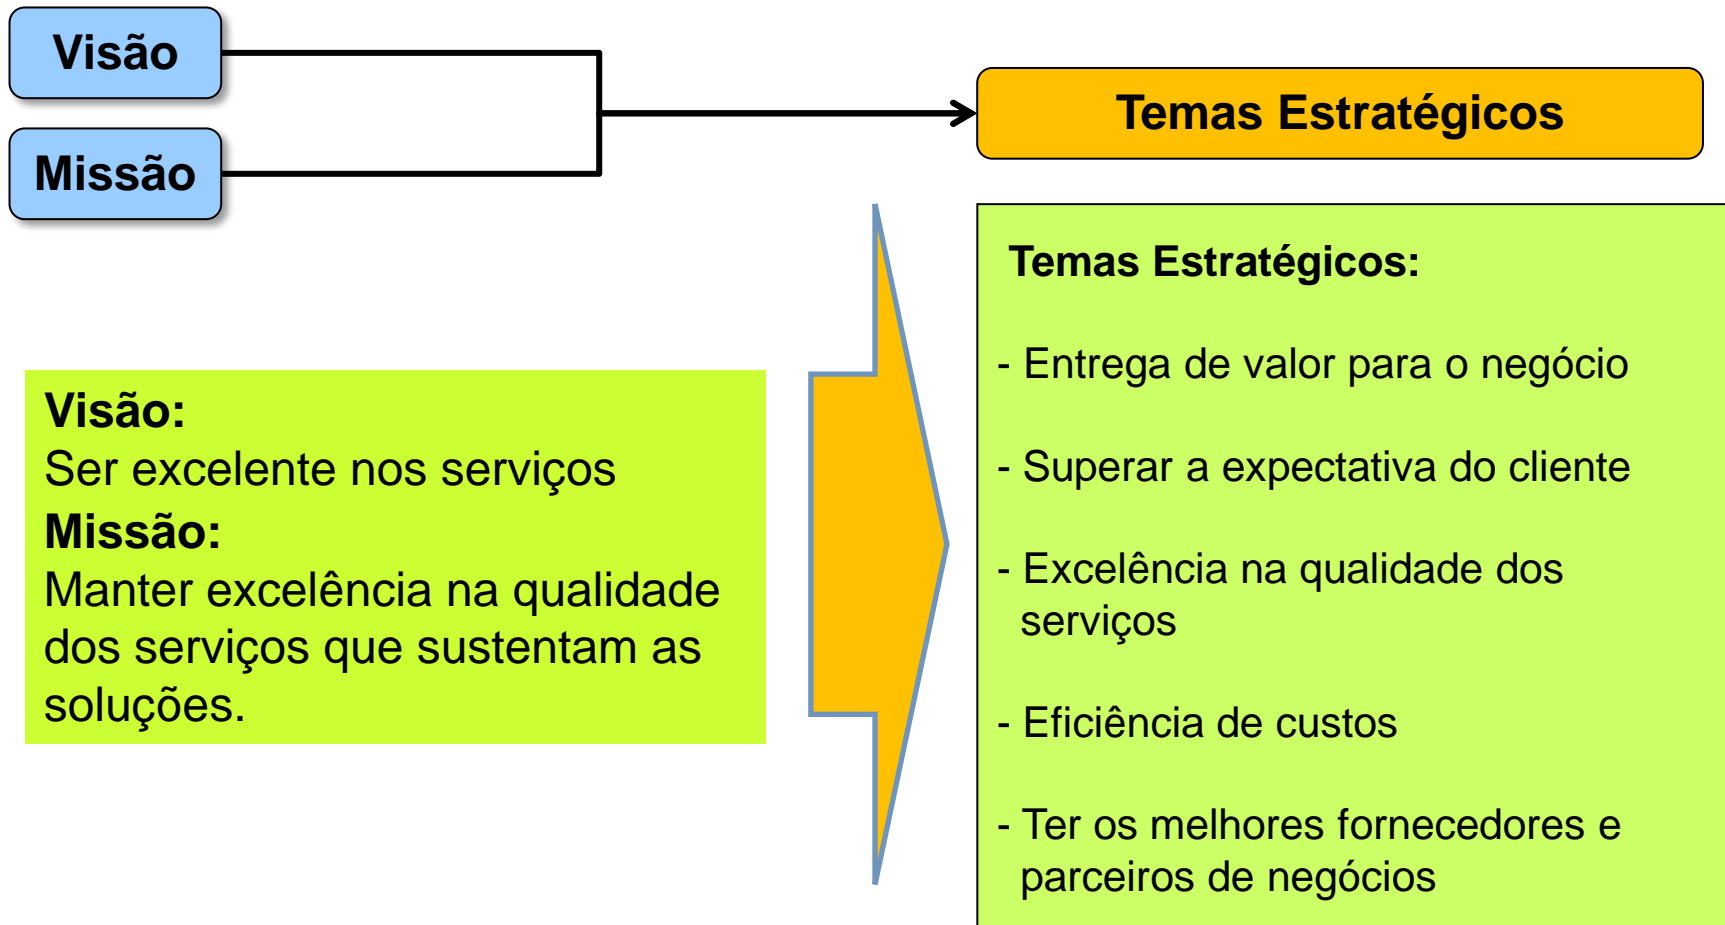 Visão
Missão
Temas Estratégicos
Visão:
Ser excelente nos serviços
Missão:
Manter excelência na qualidade
dos serviços que sustentam as
soluções.
Temas Estratégicos:
- Entrega de valor para o negócio
- Superar a expectativa do cliente
- Excelência na qualidade dos
serviços
- Eficiência de custos
- Ter os melhores fornecedores e
parceiros de negócios